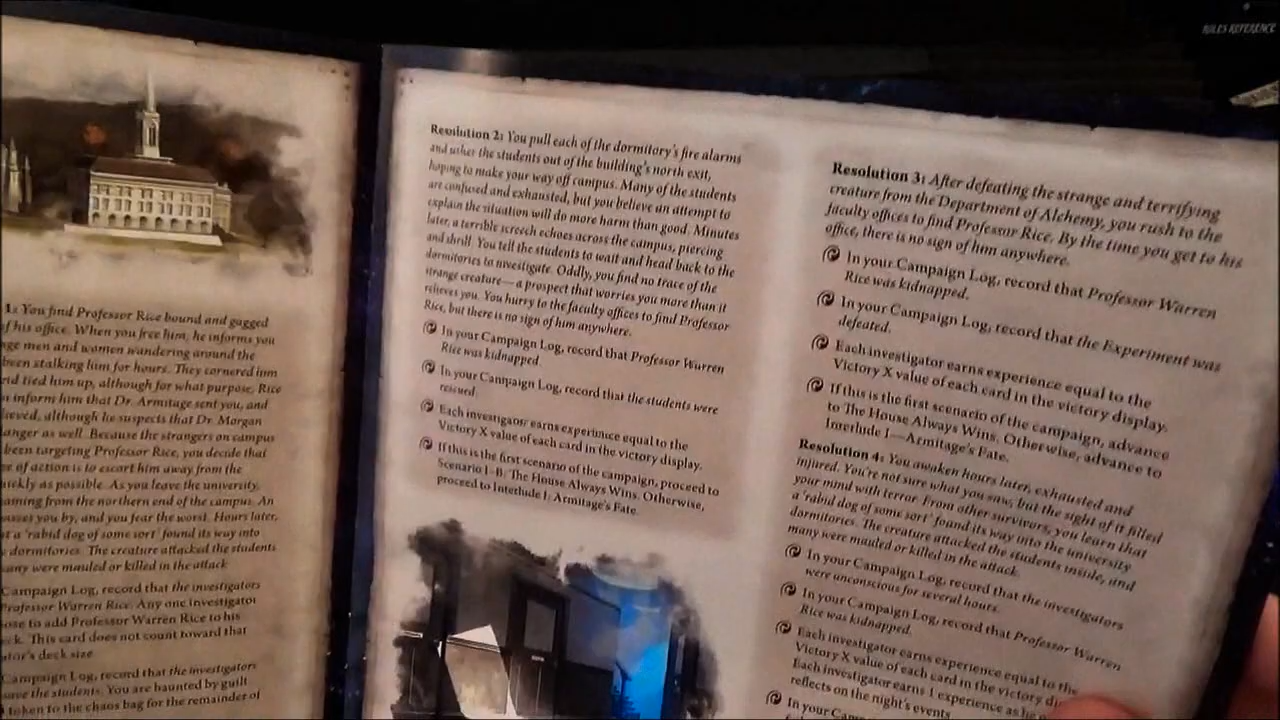 RULES REFERENCE
1: You find Professor Rice bound and gagged
of his office. When you free him, he informs you
men and women wandering around the
been stalking him for hours. They cornered him
tied him up, although for what purpose, Rice
inform him that Dr. Armitage sent you, and
although he suspects that Dr. Morgan
as well. Because the strangers on campus
been targeting Professor Rice, you decide that
of action is to escort him away from the
as possible. As you leave the university,
coming from the northern end of the campus. An
you by, and you fear the worst. Hours later,
a 'rabid dog of some sort' found its way into
dormitories. The creature attacked the students
many were mauled or killed in the attack
Campaign Log, record that the investigators
Professor Warren Rice. Any one investigator
to add Professor Warren Rice to his
This card does not count toward that
deck size
Campaign Log, record that the investigators
the students. You are haunted by guilt
token to the chaos bag for the remainder of
Resolution 2: You pull each of the dormitory's fire alarms
and usher the students out of the building's north exit,
hoping to make your way off campus. Many of the students
are confused and exhausted, but you believe an attempt to
explain the situation will do more harm than good. Minutes
later, a terrible screech echoes across the campus, piercing
and shrill. You tell the students to wait and head back to the
dormitories to investigate. Oddly, you find no trace of the
strange creature—a prospect that worries you more than it
relieves you. You hurry to the faculty offices to find Professor
Rice, but there is no sign of him anywhere.
In your Campaign Log, record that Professor Warren
Rice was kidnapped.
In your Campaign Log, record that the students were
rescued.
Each investigator earns experience equal to the
Victory X value of each card in the victory display.
If this is the first scenario of the campaign, proceed to
Scenario I–B: The House Always Wins. Otherwise,
proceed to Interlude I: Armitage's Fate.
Resolution 3: After defeating the strange and terrifying
creature from the Department of Alchemy, you rush to the
faculty offices to find Professor Rice. By the time you get to his
office, there is no sign of him anywhere.
In your Campaign Log, record that Professor Warren
Rice was kidnapped.
In your Campaign Log, record that the Experiment was
defeated.
Each investigator earns experience equal to the
Victory X value of each card in the victory display.
If this is the first scenario of the campaign, advance
to The House Always Wins. Otherwise, advance to
Interlude I—Armitage's Fate.
Resolution 4: You awaken hours later, exhausted and
injured. You're not sure what you saw, but the sight of it filled
your mind with terror. From other survivors, you learn that
a 'rabid dog of some sort' found its way into the university
dormitories. The creature attacked the students inside, and
many were mauled or killed in the attack.
In your Campaign Log, record that the investigators
were unconscious for several hours.
In your Campaign Log, record that Professor Warren
Rice was kidnapped.
Each investigator earns experience equal to the
Victory X value of each card in the victory
Each investigator earns 1 experience as he
reflects on the night's events
In your